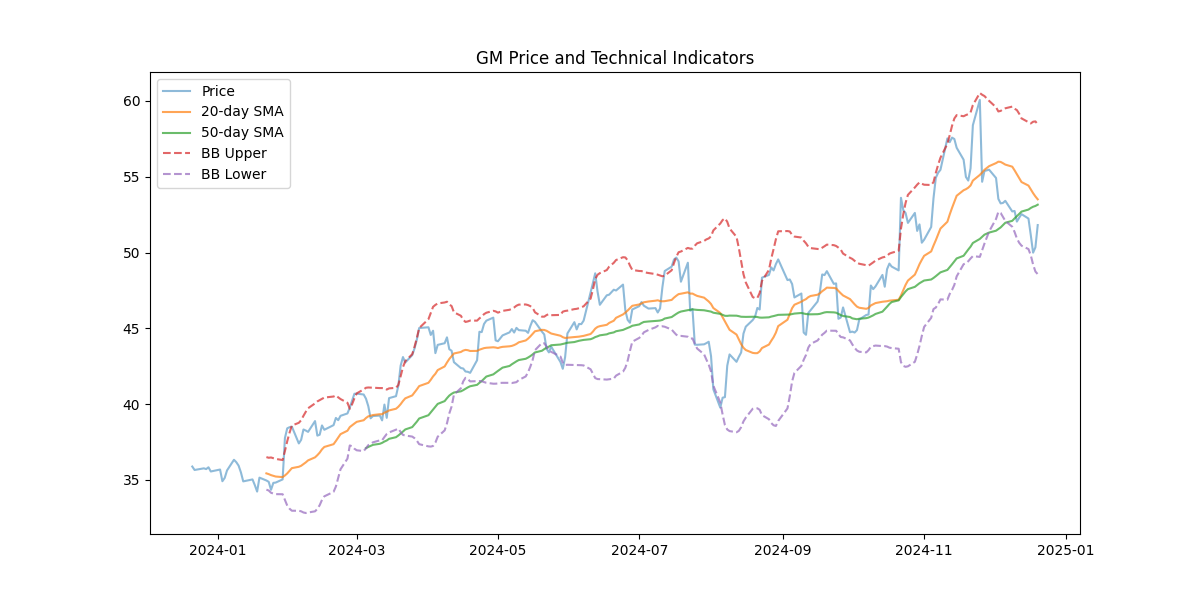 GM Price and Technical Indicators
Price
20-day SMA
50-day SMA
BB Upper
BB Lower
60
55
50
45
40
35
2024-01
2024-03
2024-05
2024-07
2024-09
2024-11
2025-01